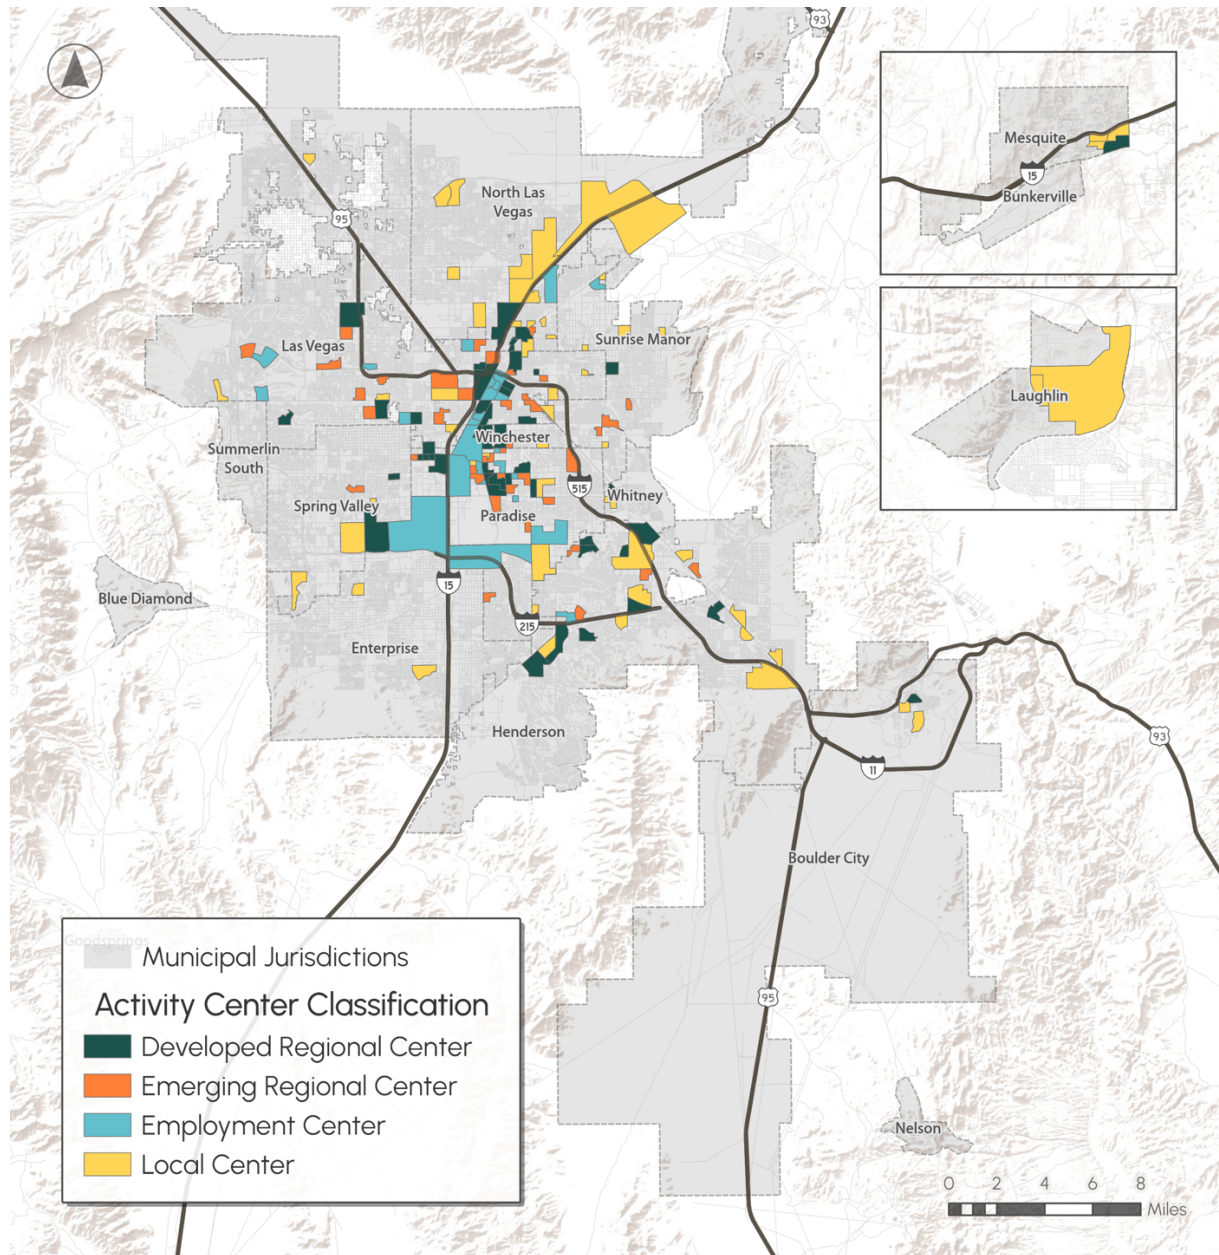 93
95
North Las
Vegas
Las Vegas
Sunrise Manor
Summerlin
South
Winchester
Spring Valley
Paradise
515
Whitney
Blue Diamond
15
215
Enterprise
Henderson
11
93
Boulder City
95
Nelson
Mesquite
15
Bunkerville
Laughlin
Goodsprings
Municipal Jurisdictions
Activity Center Classification
Developed Regional Center
Emerging Regional Center
Employment Center
Local Center
0 2 4 6 8
Miles